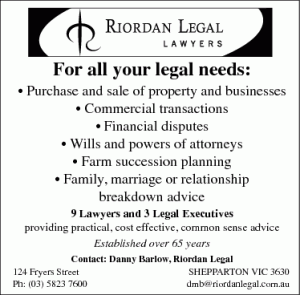 RIORDAN LEGAL
LAWYERS
For all your legal needs:
• Purchase and sale of property and businesses
• Commercial transactions
• Financial disputes
• Wills and powers of attorneys
• Farm succession planning
• Family, marriage or relationship
breakdown advice
9 Lawyers and 3 Legal Executives
providing practical, cost effective, common sense advice
Established over 65 years
Contact: Danny Barlow, Riordan Legal
124 Fryers Street SHEPPARTON VIC 3630
Ph: (03) 5823 7600 dmb@riordanlegal.com.au